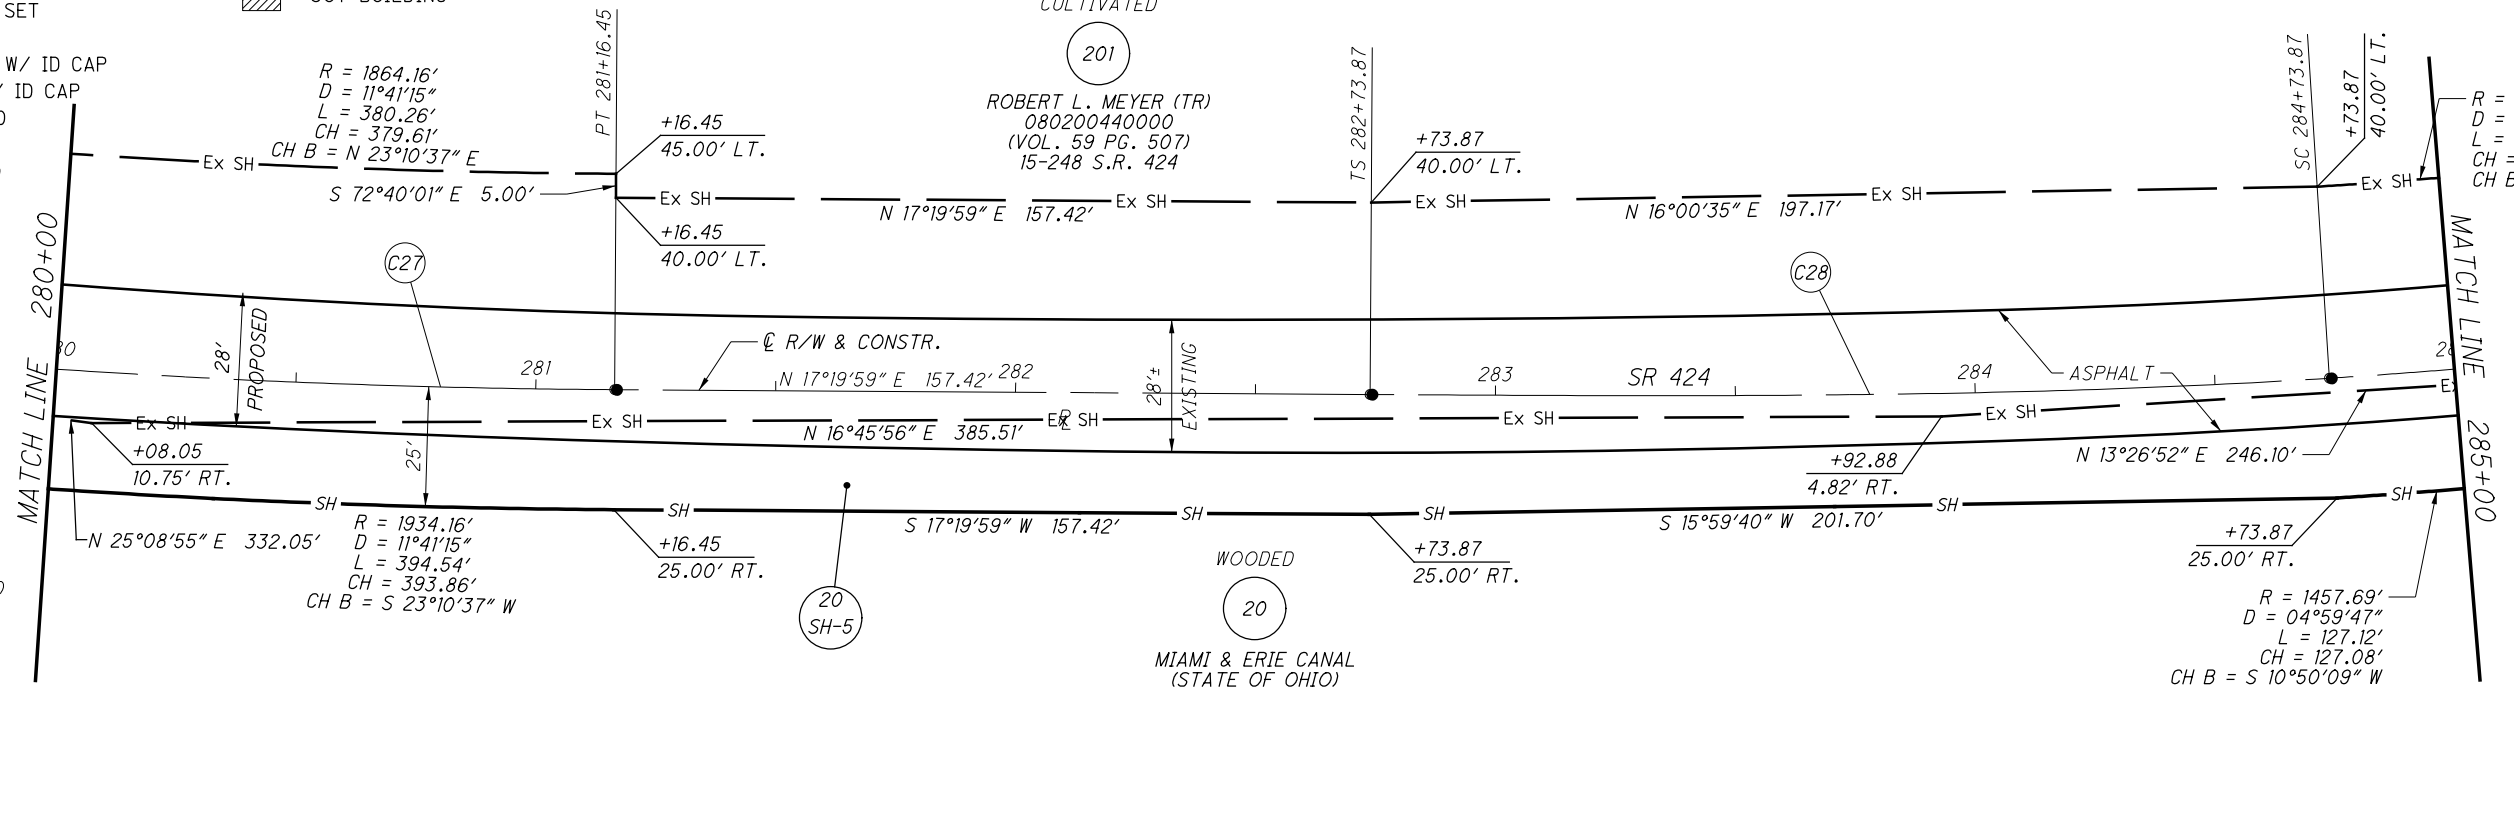 SET
W/ ID CAP
ID CAP
R = 1864.16'
D = 11°41'15"
L = 380.26'
CH = 379.61'
CH B = N 23°10'37" E
PT 281+16.45
+16.45
45.00' LT.
S 72°40'01" E 5.00'
+16.45
40.00' LT.
CULTIVATED
201
ROBERT L. MEYER (TR)
080200440000
(VOL. 59 PG. 507)
15-248 S.R. 424
TS 282+73.87
+73.87
40.00' LT.
SC 284+73.87
+73.87
40.00' LT.
R =
D =
L =
CH =
CH B
Ex SH
Ex SH
Ex SH
Ex SH
Ex SH
Ex SH
N 17°19'59" E 157.42'
N 16°00'35" E 197.17'
MATCH LINE 280+00
C27
C28
28'
PROPOSED
281
℄ R/W & CONSTR.
N 17°19'59" E 157.42'
282
28'±
EXISTING
283
SR 424
284
ASPHALT
MATCH LINE 285+00
Ex SH
Ex SH
Ex SH
Ex SH
Ex SH
N 16°45'56" E 385.51'
+08.05
10.75' RT.
25'
+92.88
4.82' RT.
N 13°26'52" E 246.10'
SH
SH
SH
SH
SH
SH
N 25°08'55" E 332.05'
R = 1934.16'
D = 11°41'15"
L = 394.54'
CH = 393.86'
CH B = S 23°10'37" W
+16.45
25.00' RT.
S 17°19'59" W 157.42'
20
SH-5
WOODED
20
MIAMI & ERIE CANAL
(STATE OF OHIO)
+73.87
25.00' RT.
S 15°59'40" W 201.70'
+73.87
25.00' RT.
R = 1457.69'
D = 04°59'47"
L = 127.12'
CH = 127.08'
CH B = S 10°50'09" W